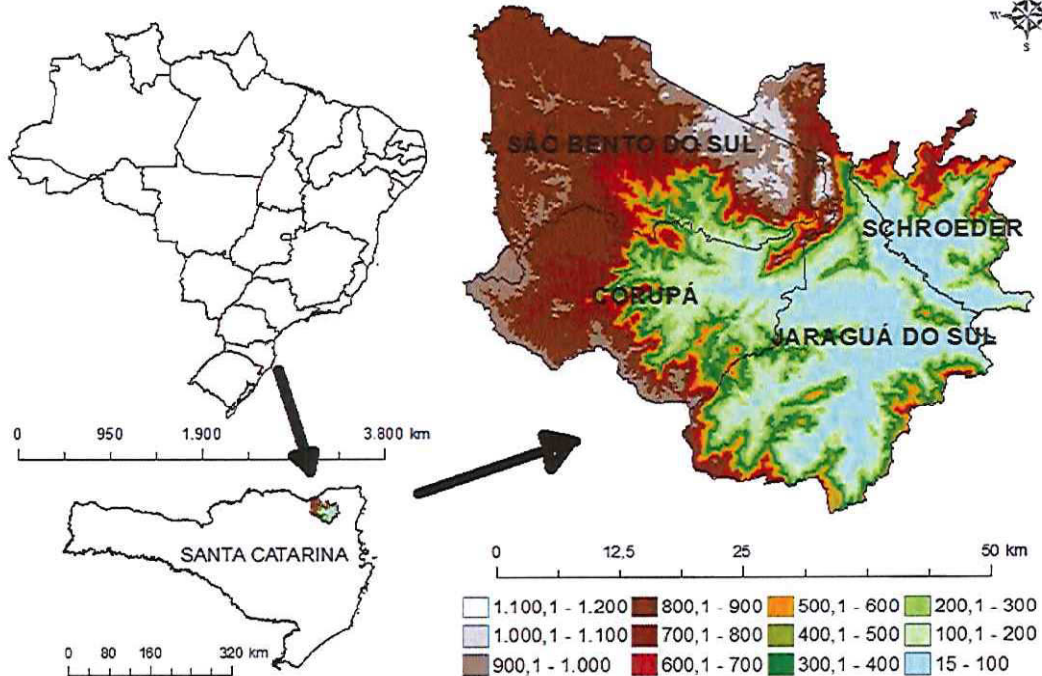 S
SÃO BENTO DO SUL
SCHROEDER
CORUPÁ
JARAGUÁ DO SUL
0 950 1.900 3.800 km
SANTA CATARINA
0 80 160 320 km
0 12,5 25 50 km
1.100,1 - 1.200 800,1 - 900 500,1 - 600 200,1 - 300
1.000,1 - 1.100 700,1 - 800 400,1 - 500 100,1 - 200
900,1 - 1.000 600,1 - 700 300,1 - 400 15 - 100